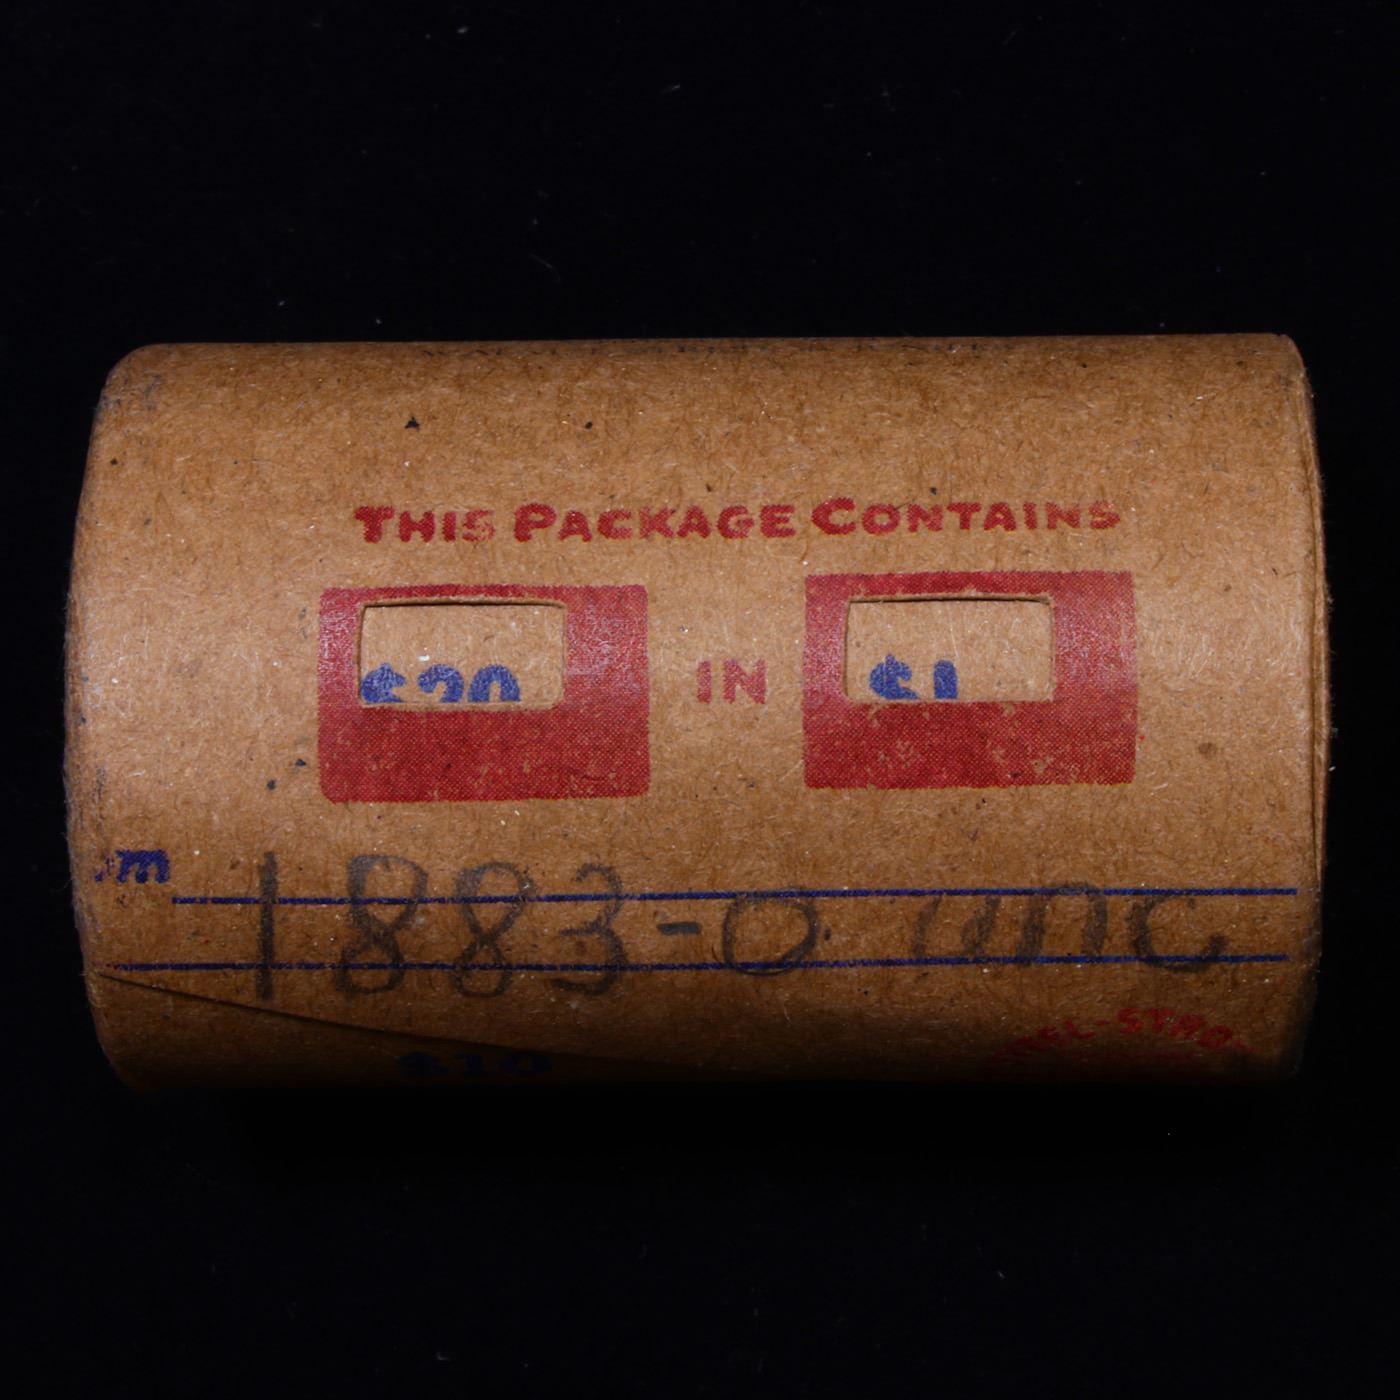 THIS PACKAGE CONTAINS
$20 IN $1
1883-O unc
$10